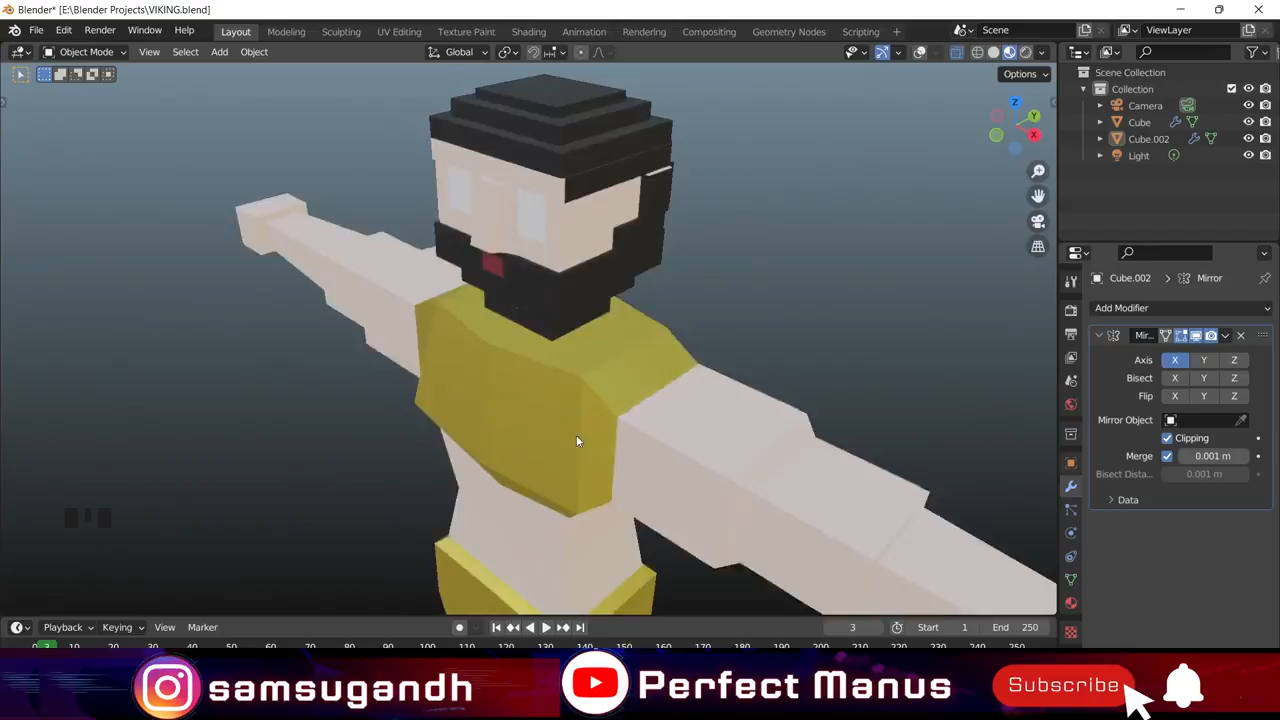 Blender* [E:\Blender Projects\VIKING.blend]
File Edit Render Window Help Layout Modeling Sculpting UV Editing Texture Paint Shading Animation Rendering Compositing Geometry Nodes Scripting + Scene ViewLayer
Object Mode View Select Add Object Global
Options
Z
Y
X
Scene Collection
Collection
Camera
Cube
Cube.002
Light
Cube.002 > Mirror
Add Modifier
Mir...
Axis X Y Z
Bisect X Y Z
Flip X Y Z
Mirror Object
Clipping
Merge 0.001 m
Bisect Dista... 0.001 m
Data
Playback Keying View Marker 3 Start 1 End 250
samsugandh Perfect Manus Subscribe